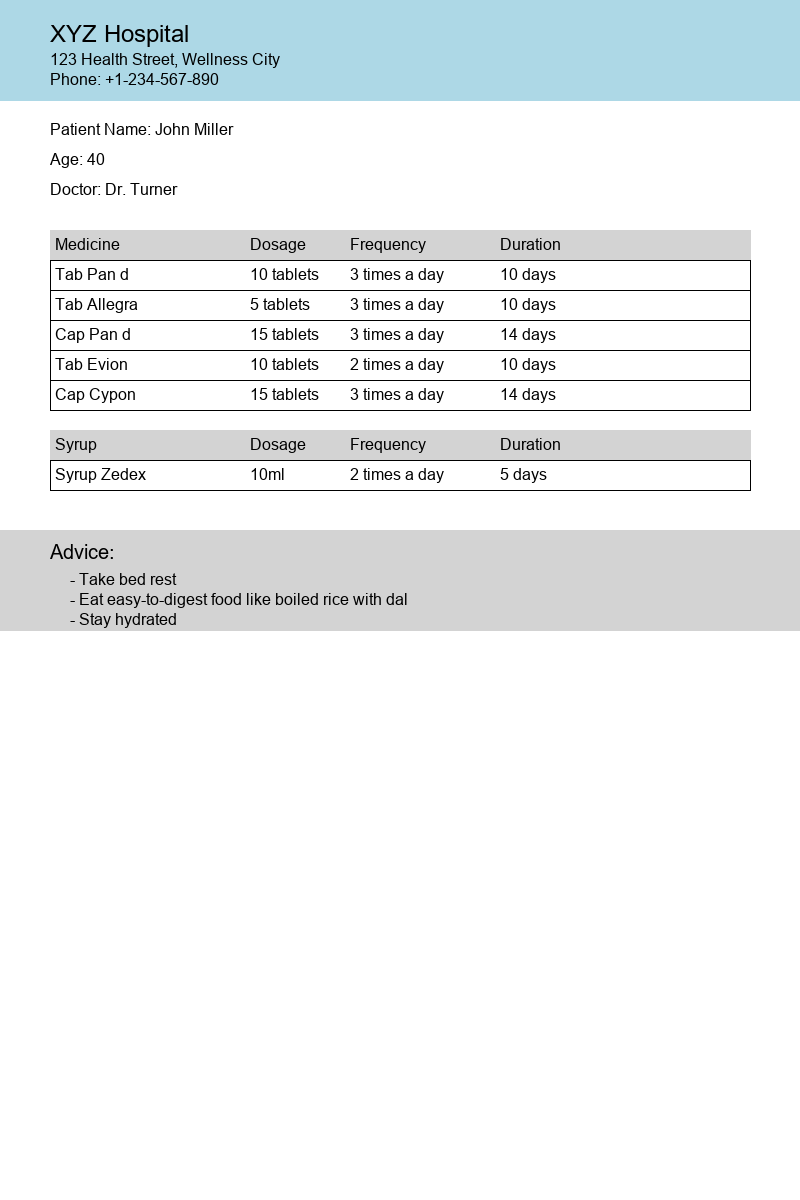 XYZ Hospital
123 Health Street, Wellness City
Phone: +1-234-567-890
Patient Name: John Miller
Age: 40
Doctor: Dr. Turner
Medicine Dosage Frequency Duration
Tab Pan d 10 tablets 3 times a day 10 days
Tab Allegra 5 tablets 3 times a day 10 days
Cap Pan d 15 tablets 3 times a day 14 days
Tab Evion 10 tablets 2 times a day 10 days
Cap Cypon 15 tablets 3 times a day 14 days
Syrup Dosage Frequency Duration
Syrup Zedex 10ml 2 times a day 5 days
Advice:
- Take bed rest
- Eat easy-to-digest food like boiled rice with dal
- Stay hydrated